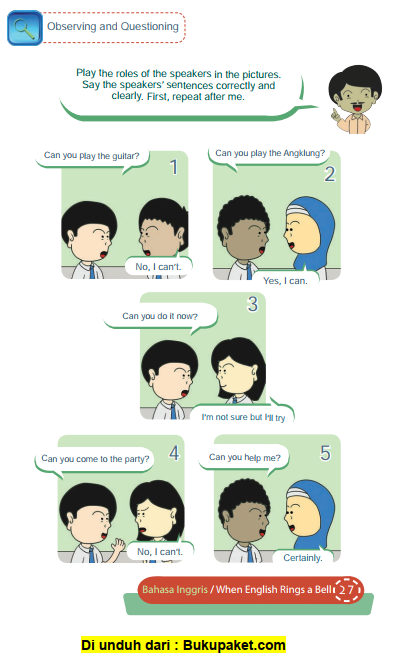 Observing and Questioning
Play the roles of the speakers in the pictures.
Say the speakers' sentences correctly and
clearly. First, repeat after me.
Can you play the guitar?
1
No, I can't.
Can you play the Angklung?
2
Yes, I can.
Can you do it now?
3
I'm not sure but I'll try
Can you come to the party?
4
No, I can't.
Can you help me?
5
Certainly.
Bahasa Inggris / When English Rings a Bell 27
Di unduh dari : Bukupaket.com